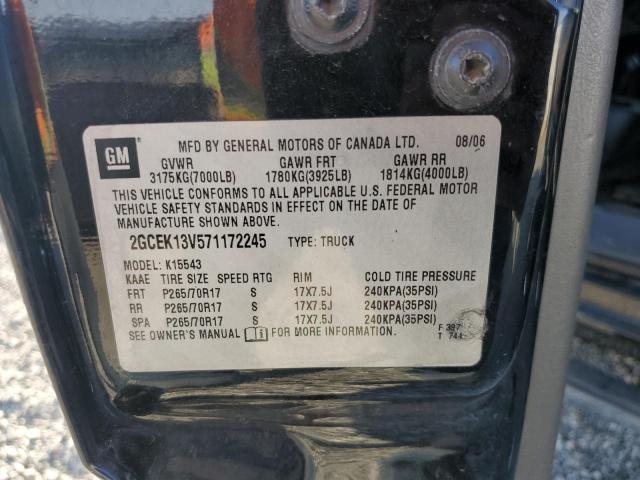 GM
MFD BY GENERAL MOTORS OF CANADA LTD. 08/06
GVWR GAWR FRT GAWR RR
3175KG(7000LB) 1780KG(3925LB) 1814KG(4000LB)
THIS VEHICLE CONFORMS TO ALL APPLICABLE U.S. FEDERAL MOTOR
VEHICLE SAFETY STANDARDS IN EFFECT ON THE DATE OF
MANUFACTURE SHOWN ABOVE.
2GCEK13V571172245 TYPE: TRUCK
MODEL: K15543
KAAE TIRE SIZE SPEED RTG RIM COLD TIRE PRESSURE
FRT P265/70R17 S 17X7.5J 240KPA(35PSI)
RR P265/70R17 S 17X7.5J 240KPA(35PSI)
SPA P265/70R17 S 17X7.5J 240KPA(35PSI)
SEE OWNER'S MANUAL FOR MORE INFORMATION.
F 397
T 744